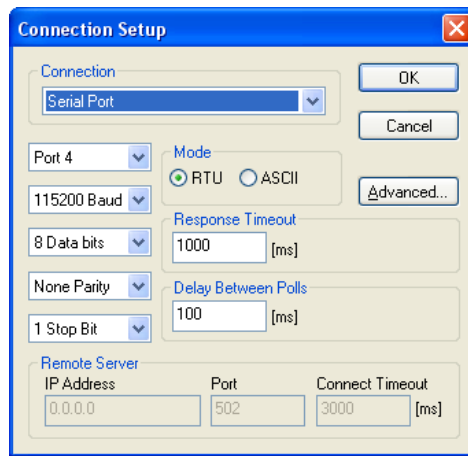 Connection Setup
Connection
Serial Port
OK
Cancel
Port 4
Mode
RTU
ASCII
Advanced...
115200 Baud
Response Timeout
1000
[ms]
8 Data bits
None Parity
Delay Between Polls
100
[ms]
1 Stop Bit
Remote Server
IP Address
Port
Connect Timeout
0.0.0.0
502
3000
[ms]